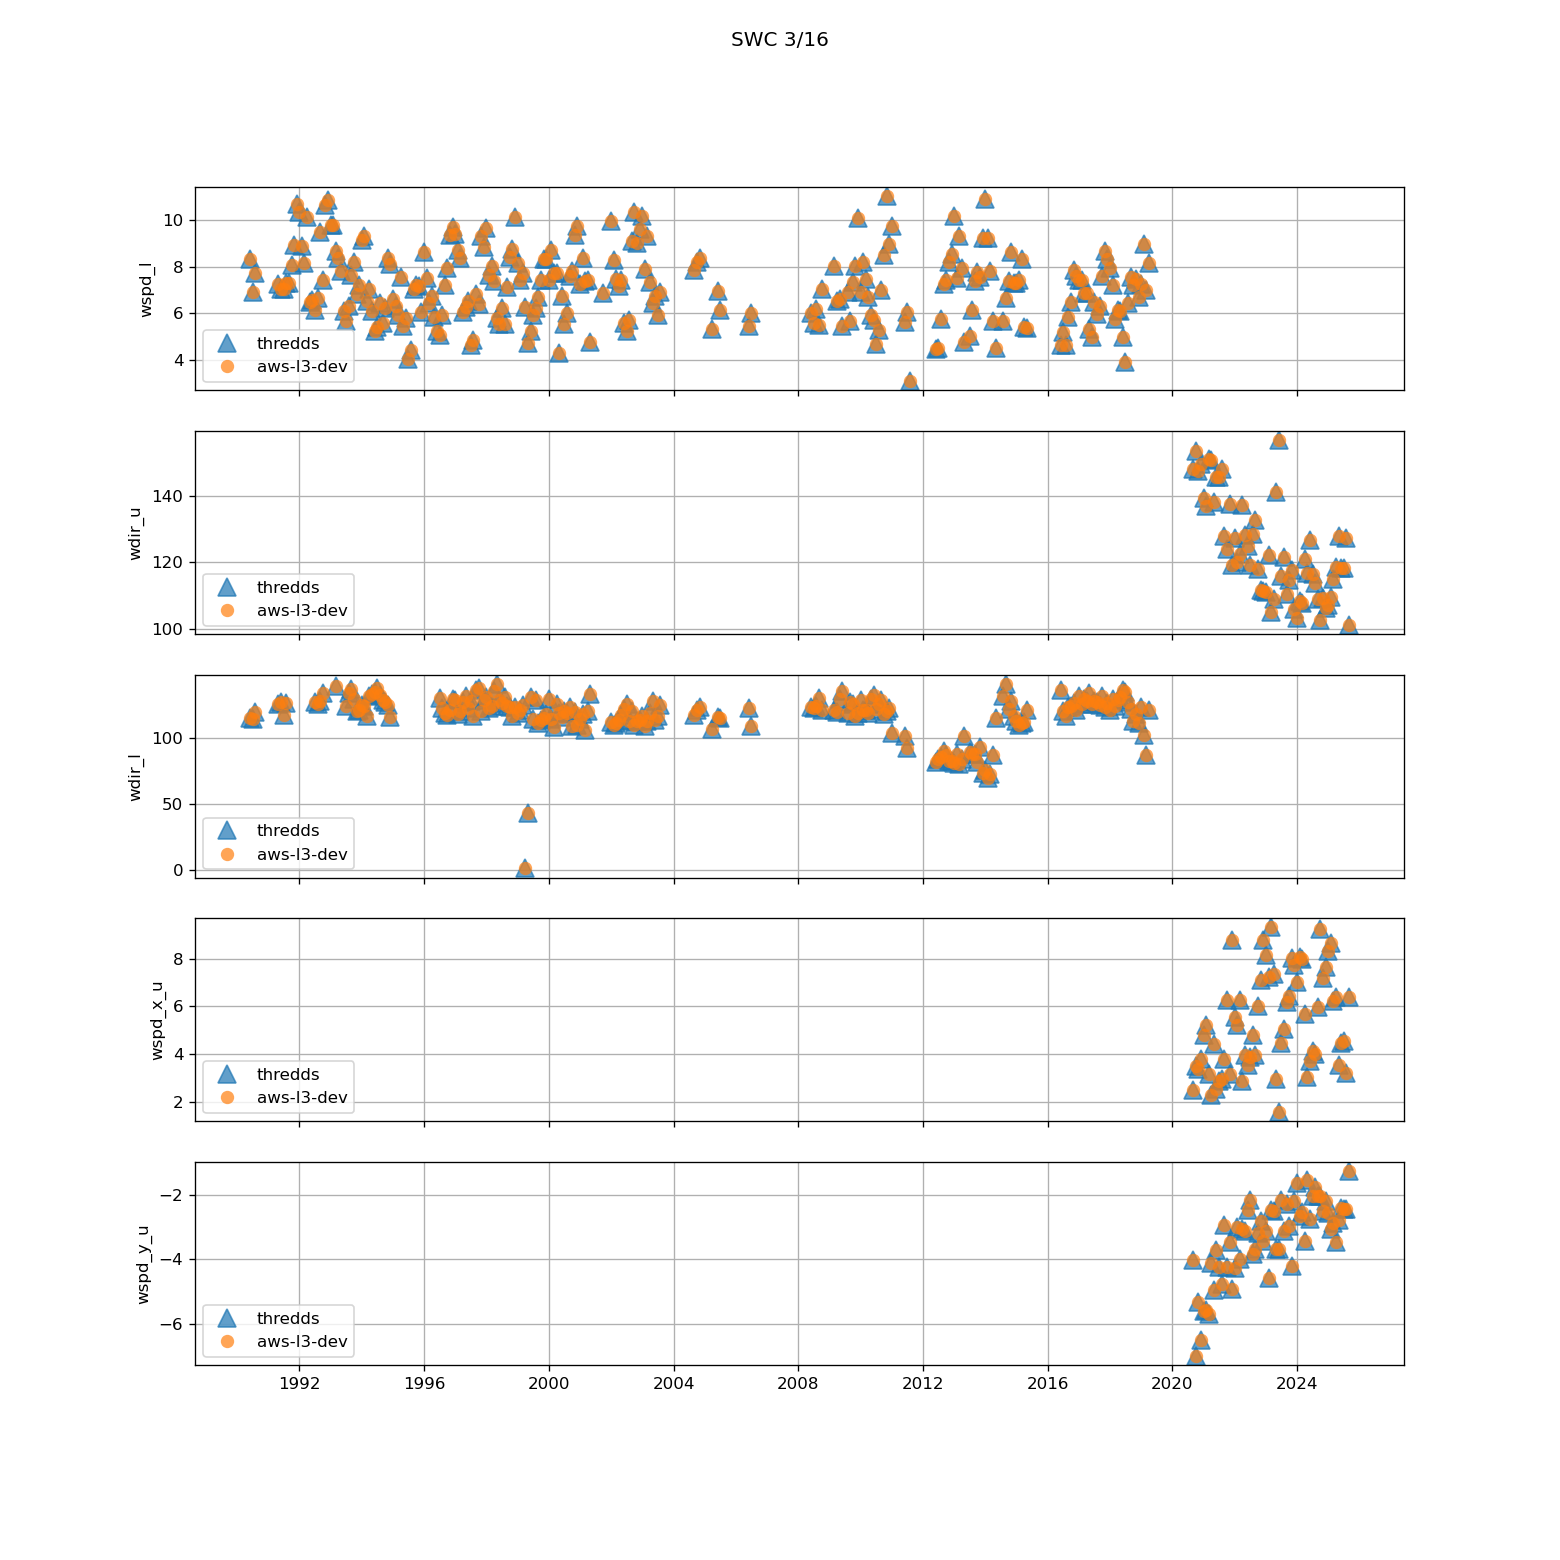 SWC 3/16
10
8
6
4
wspd_l
thredds
aws-l3-dev
140
120
100
wdir_u
thredds
aws-l3-dev
100
50
0
wdir_l
thredds
aws-l3-dev
8
6
4
2
wspd_x_u
thredds
aws-l3-dev
−2
−4
−6
wspd_y_u
thredds
aws-l3-dev
1992 1996 2000 2004 2008 2012 2016 2020 2024